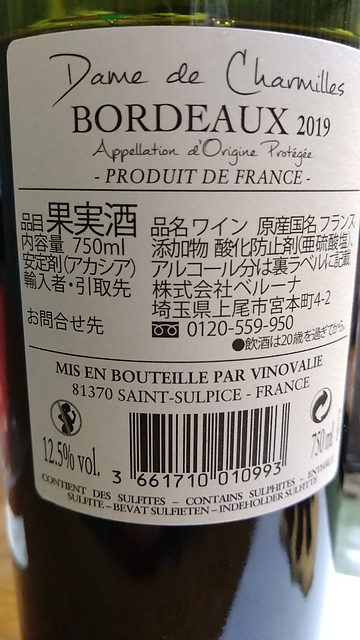 Dame de Charmilles
BORDEAUX 2019
Appellation d'Origine Protégée
- PRODUIT DE FRANCE -
品目 果実酒 品名 ワイン 原産国名 フランス
内容量 750ml 添加物 酸化防止剤(亜硫酸塩)
安定剤(アカシア) アルコール分は裏ラベルに記載
輸入者・引取先 株式会社ベルーナ
埼玉県上尾市宮本町4-2
お問合せ先 0120-559-950
●飲酒は20歳を過ぎてから。
MIS EN BOUTEILLE PAR VINOVALIE
81370 SAINT-SULPICE - FRANCE
12.5% vol.
750 ml
3 661710 010993
CONTIENT DES SULFITES – CONTAINS SULPHITES –
SULFITE – BEVAT SULFIETEN – INDEHOLDER SULFITTER